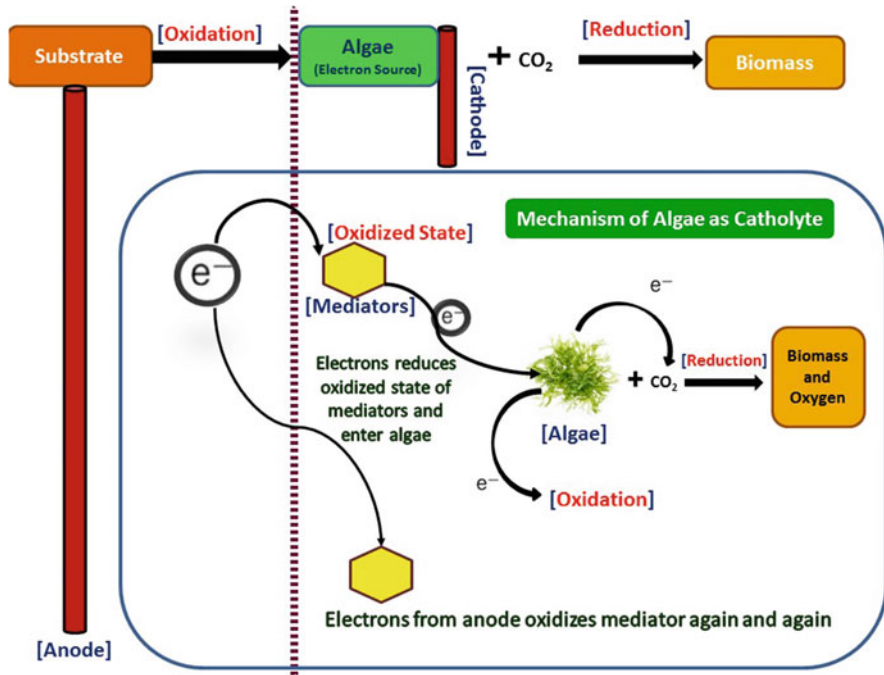 [Oxidation]
[Reduction]
Substrate
Algae
(Electron Source)
+ CO2
Biomass
[Cathode]
Mechanism of Algae as Catholyte
[Oxidized State]
e−
[Mediators]
e−
e−
Electrons reduces
oxidized state of
mediators and
enter algae
+ CO2
[Reduction]
Biomass
and
Oxygen
[Algae]
e−
[Oxidation]
Electrons from anode oxidizes mediator again and again
[Anode]